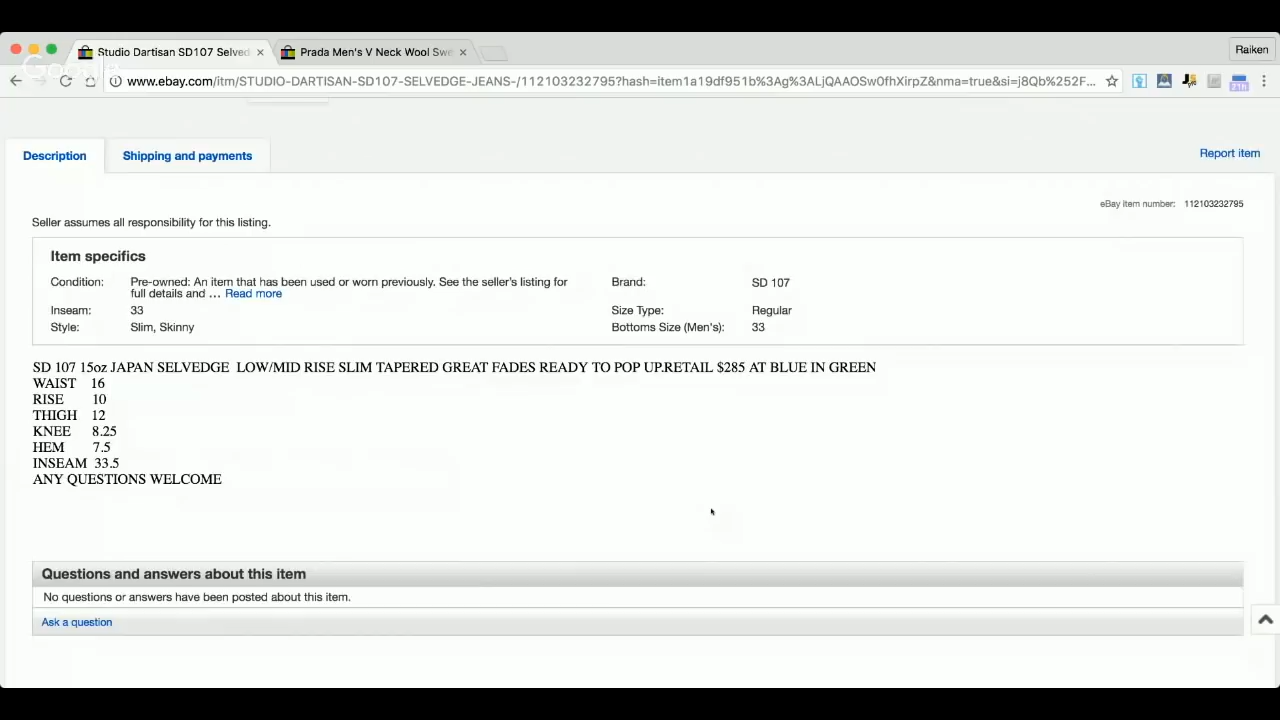 Studio Dartisan SD107 Selved
Prada Men's V Neck Wool Swe
Raiken
www.ebay.com/itm/STUDIO-DARTISAN-SD107-SELVEDGE-JEANS-/112103232795?hash=item1a19df951b%3Ag%3ALjQAAOSw0fhXirpZ&nma=true&si=j8Qb%252F...
21h
Description
Shipping and payments
Report item
eBay item number: 112103232795
Seller assumes all responsibility for this listing.
Item specifics
Condition: Pre-owned: An item that has been used or worn previously. See the seller's listing for Brand: SD 107
full details and ... Read more
Inseam: 33 Size Type: Regular
Style: Slim, Skinny Bottoms Size (Men's): 33
SD 107 15oz JAPAN SELVEDGE LOW/MID RISE SLIM TAPERED GREAT FADES READY TO POP UP.RETAIL $285 AT BLUE IN GREEN
WAIST 16
RISE 10
THIGH 12
KNEE 8.25
HEM 7.5
INSEAM 33.5
ANY QUESTIONS WELCOME
Questions and answers about this item
No questions or answers have been posted about this item.
Ask a question